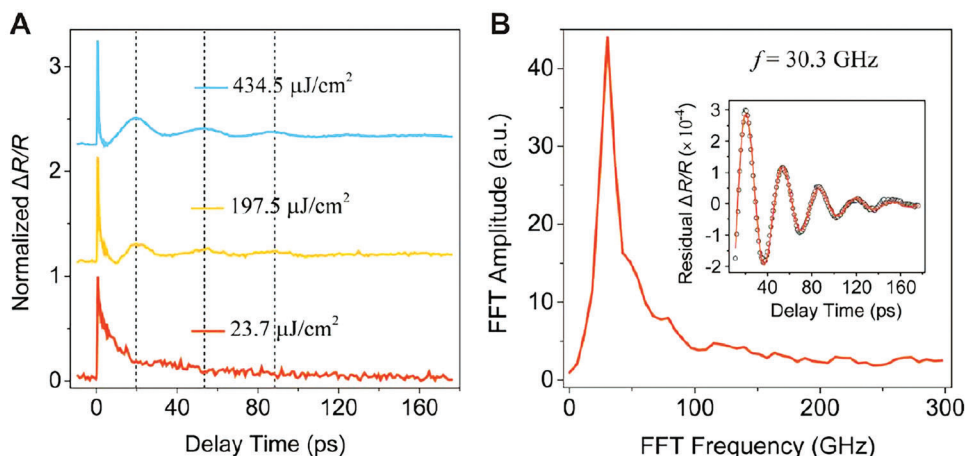 A
Normalized ΔR/R
3
2
1
0
434.5 μJ/cm²
197.5 μJ/cm²
23.7 μJ/cm²
0 40 80 120 160
Delay Time (ps)
B
FFT Amplitude (a.u.)
40
30
20
10
0
f = 30.3 GHz
Residual ΔR/R (× 10⁻⁴)
3
2
1
0
-1
-2
40 80 120 160
Delay Time (ps)
0 100 200 300
FFT Frequency (GHz)